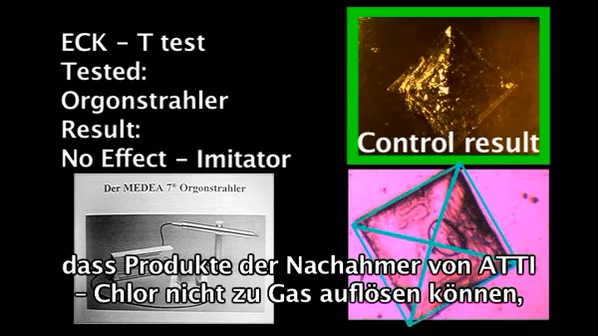 ECK – T test
Tested:
Orgonstrahler
Result:
No Effect – Imitator
Control result
Der MEDEA 7® Orgonstrahler
dass Produkte der Nachahmer von ATTI
– Chlor nicht zu Gas auflösen können,